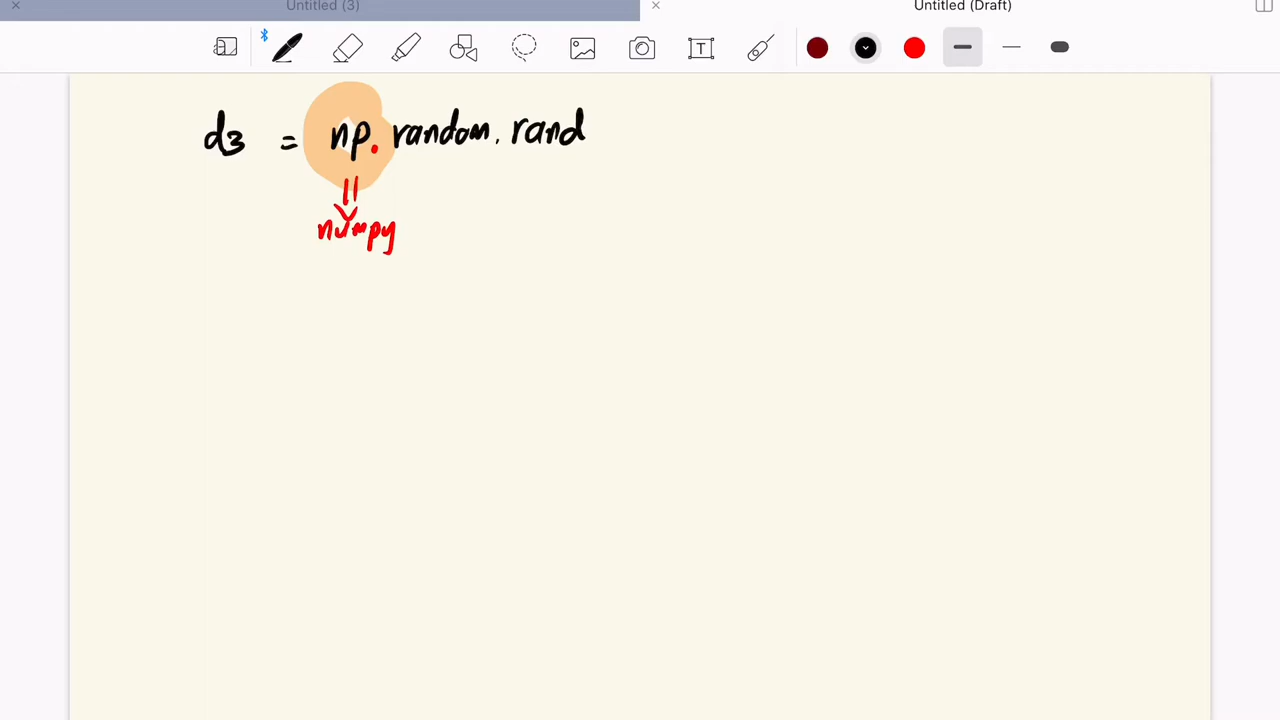 Untitled (3)
Untitled (Draft)
d3 = np.random.rand
numpy